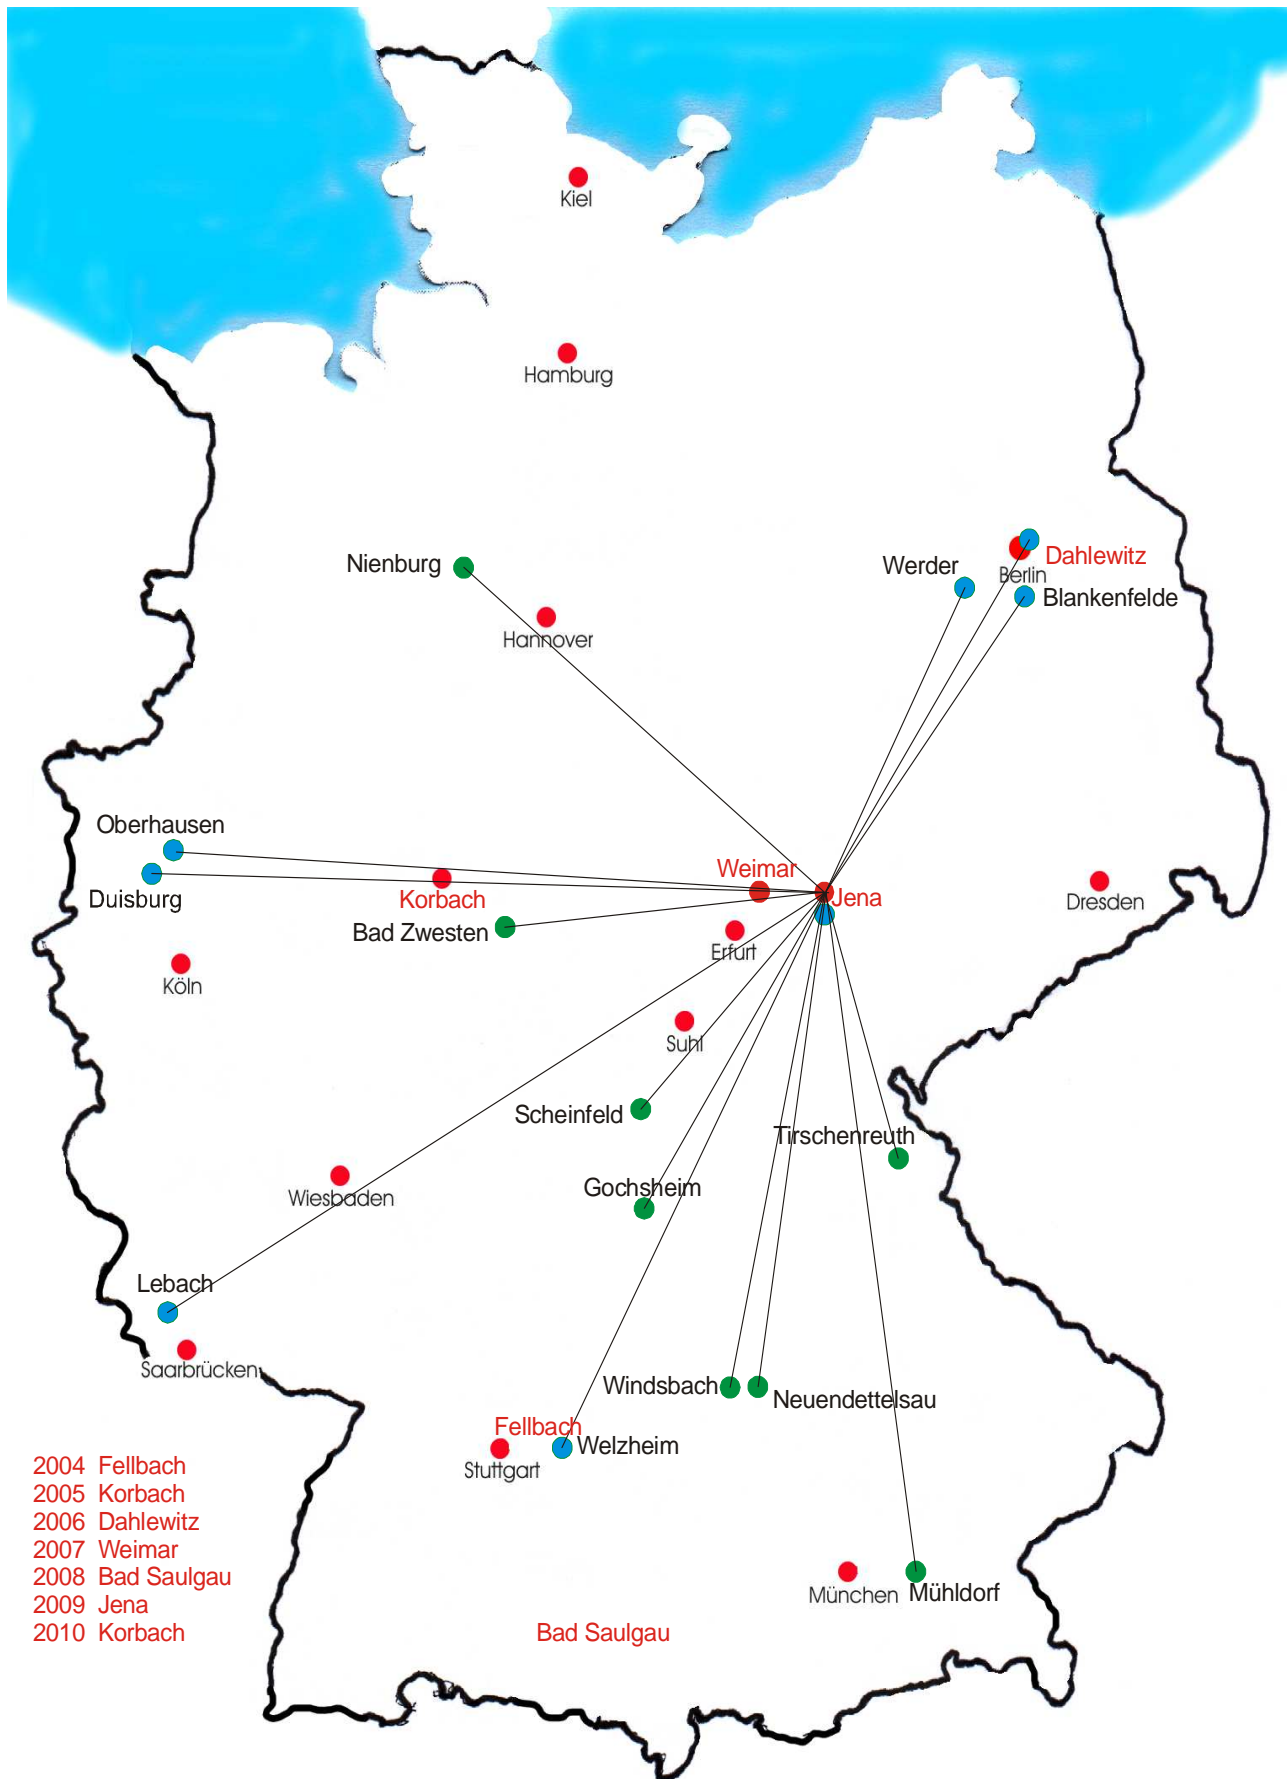 Kiel
Hamburg
Nienburg
Werder
Dahlewitz
Berlin
Blankenfelde
Hannover
Oberhausen
Duisburg
Korbach
Weimar
Jena
Dresden
Bad Zwesten
Erfurt
Köln
Suhl
Scheinfeld
Tirschenreuth
Wiesbaden
Gochsheim
Lebach
Saarbrücken
Windsbach
Neuendettelsau
Fellbach
Welzheim
Stuttgart
München
Mühldorf
Bad Saulgau
2004 Fellbach
2005 Korbach
2006 Dahlewitz
2007 Weimar
2008 Bad Saulgau
2009 Jena
2010 Korbach